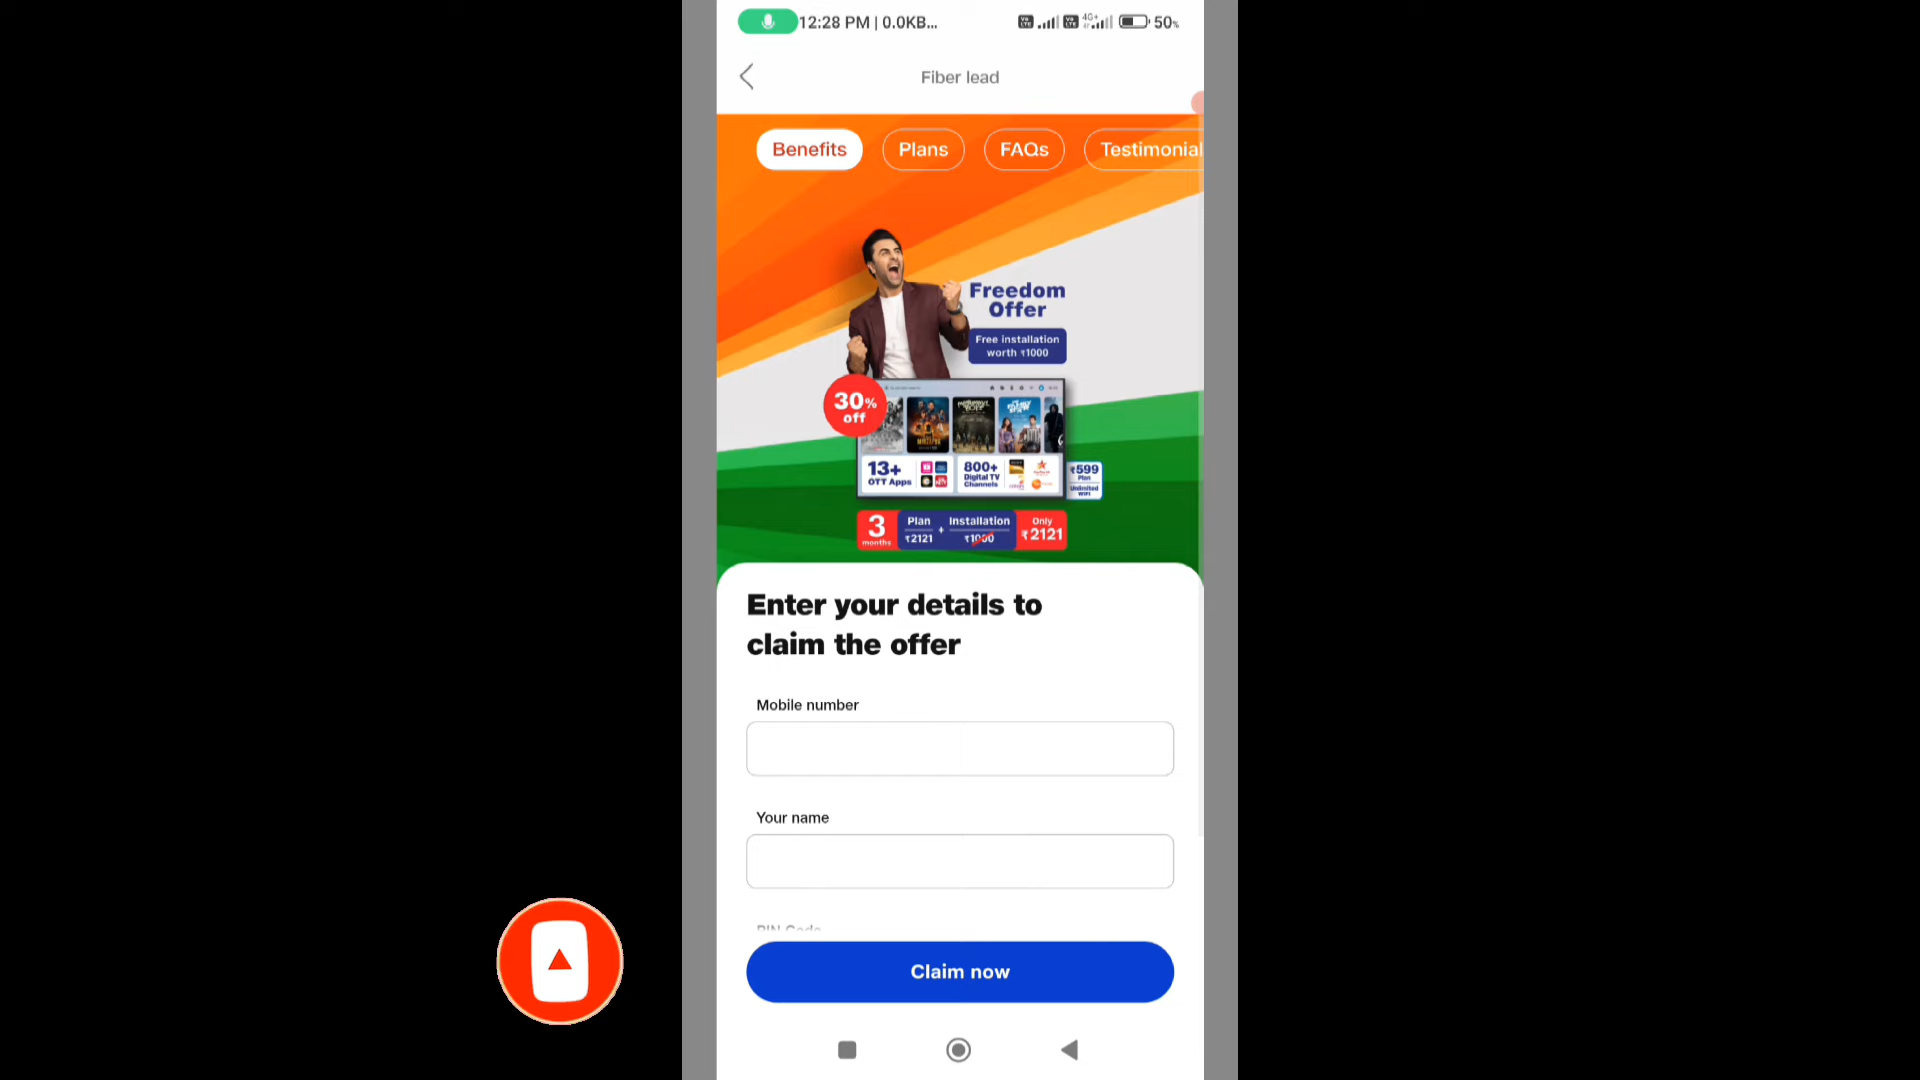 12:28 PM | 0.0KB...
4G+
50%
Fiber lead
Benefits
Plans
FAQs
Testimonial
Freedom
Offer
Free installation
worth ₹1000
30%
off
13+
OTT Apps
800+
Digital TV
Channels
₹599
Plan
Unlimited
WiFi
3
months
Plan
₹2121
+
Installation
₹1000
Only
₹2121
Enter your details to
claim the offer
Mobile number
Your name
PIN Code
Claim now